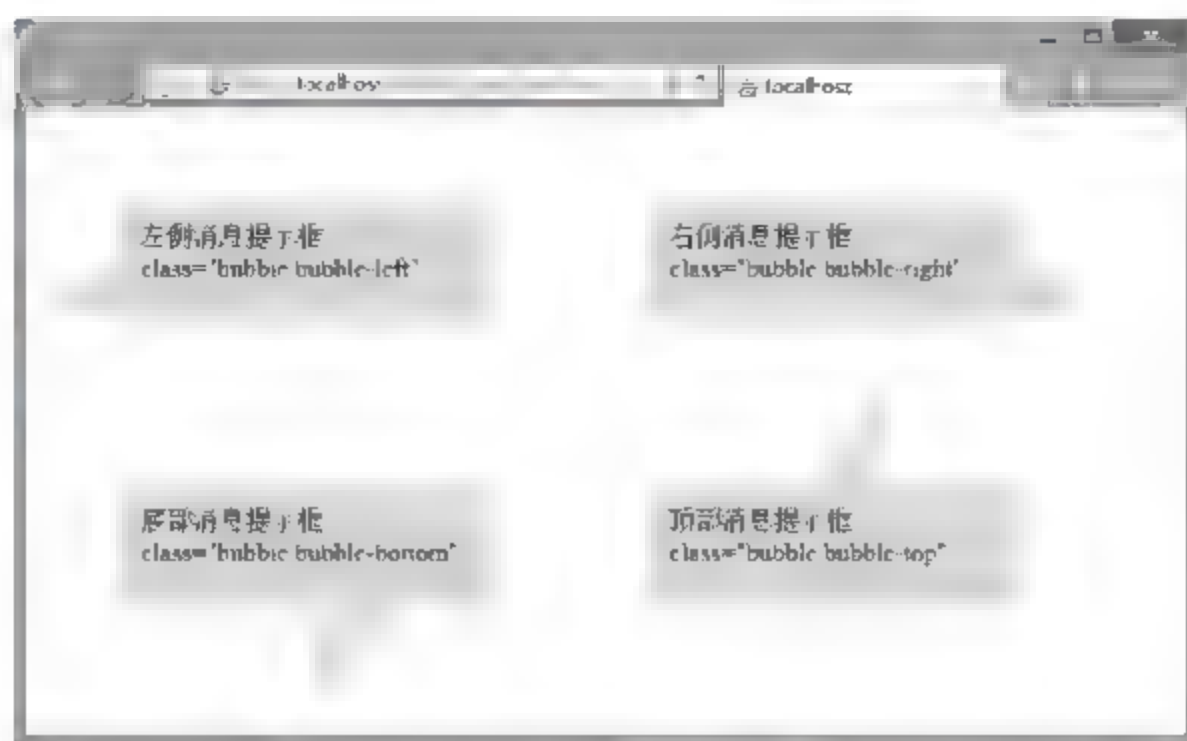 localhost
localhost
左侧消息提示框
class="bubble bubble-left"
右侧消息提示框
class="bubble bubble-right"
底部消息提示框
class="bubble bubble-bottom"
顶部消息提示框
class="bubble bubble-top"